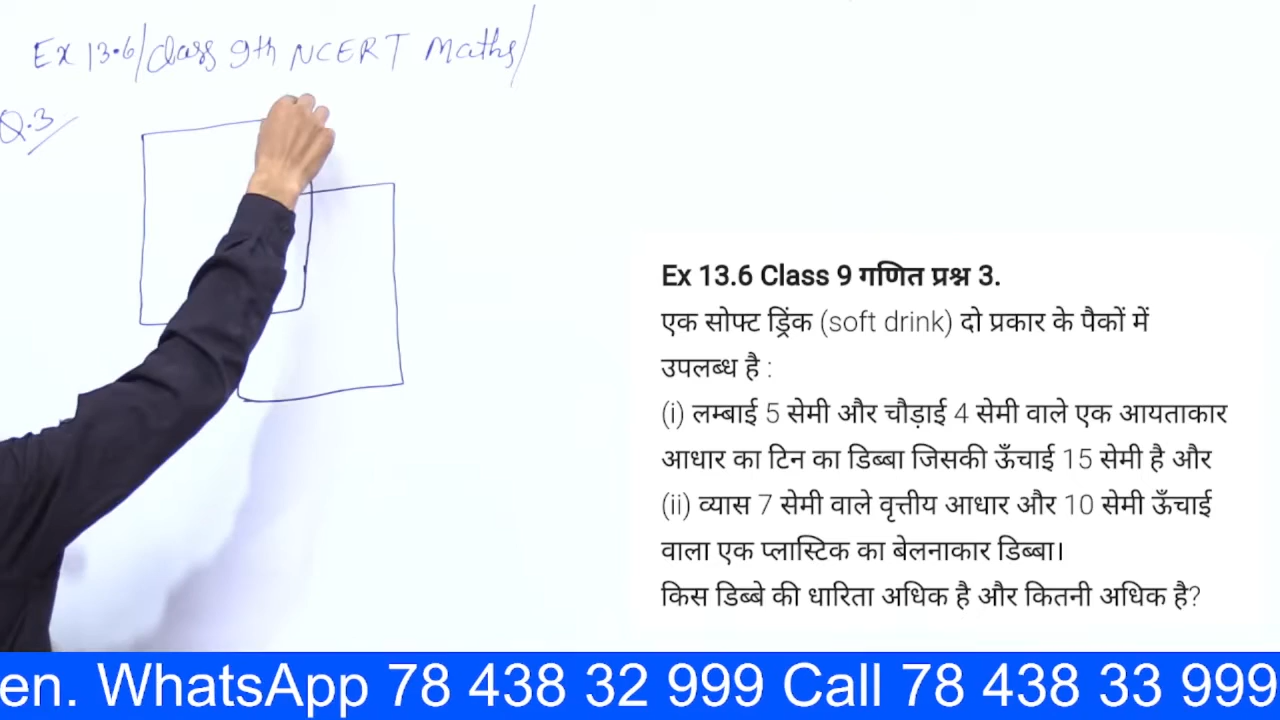 Ex 13.6/Class 9th NCERT Maths/
Q.3
Ex 13.6 Class 9 गणित प्रश्न 3.
एक सोफ्ट ड्रिंक (soft drink) दो प्रकार के पैकों में
उपलब्ध है :
(i) लम्बाई 5 सेमी और चौड़ाई 4 सेमी वाले एक आयताकार
आधार का टिन का डिब्बा जिसकी ऊँचाई 15 सेमी है और
(ii) व्यास 7 सेमी वाले वृत्तीय आधार और 10 सेमी ऊँचाई
वाला एक प्लास्टिक का बेलनाकार डिब्बा।
किस डिब्बे की धारिता अधिक है और कितनी अधिक है?
en. WhatsApp 78 438 32 999 Call 78 438 33 999